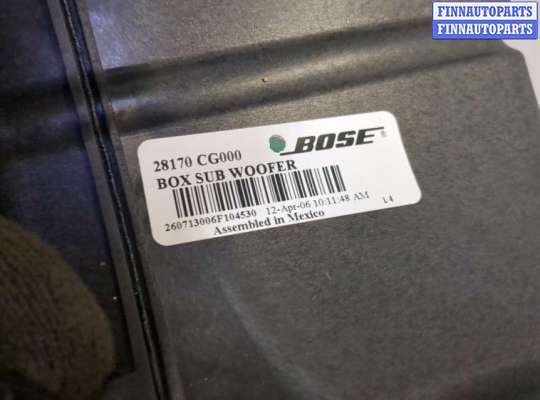 FINNAUTOPARTS
FINNAUTOPARTS
28170 CG000
BOSE
BOX SUB WOOFER
260713006F104530 12-Apr-06 10:11:48 AM L4
Assembled in Mexico